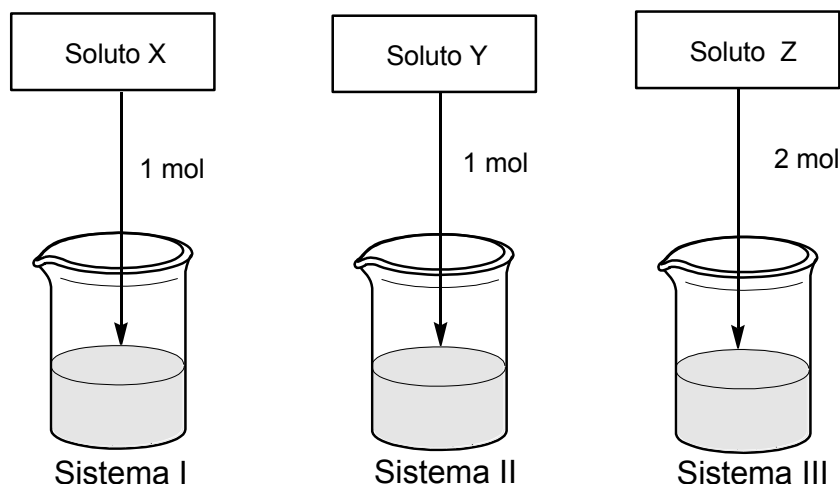 Soluto X
Soluto Y
Soluto Z
1 mol
1 mol
2 mol
Sistema I
Sistema II
Sistema III